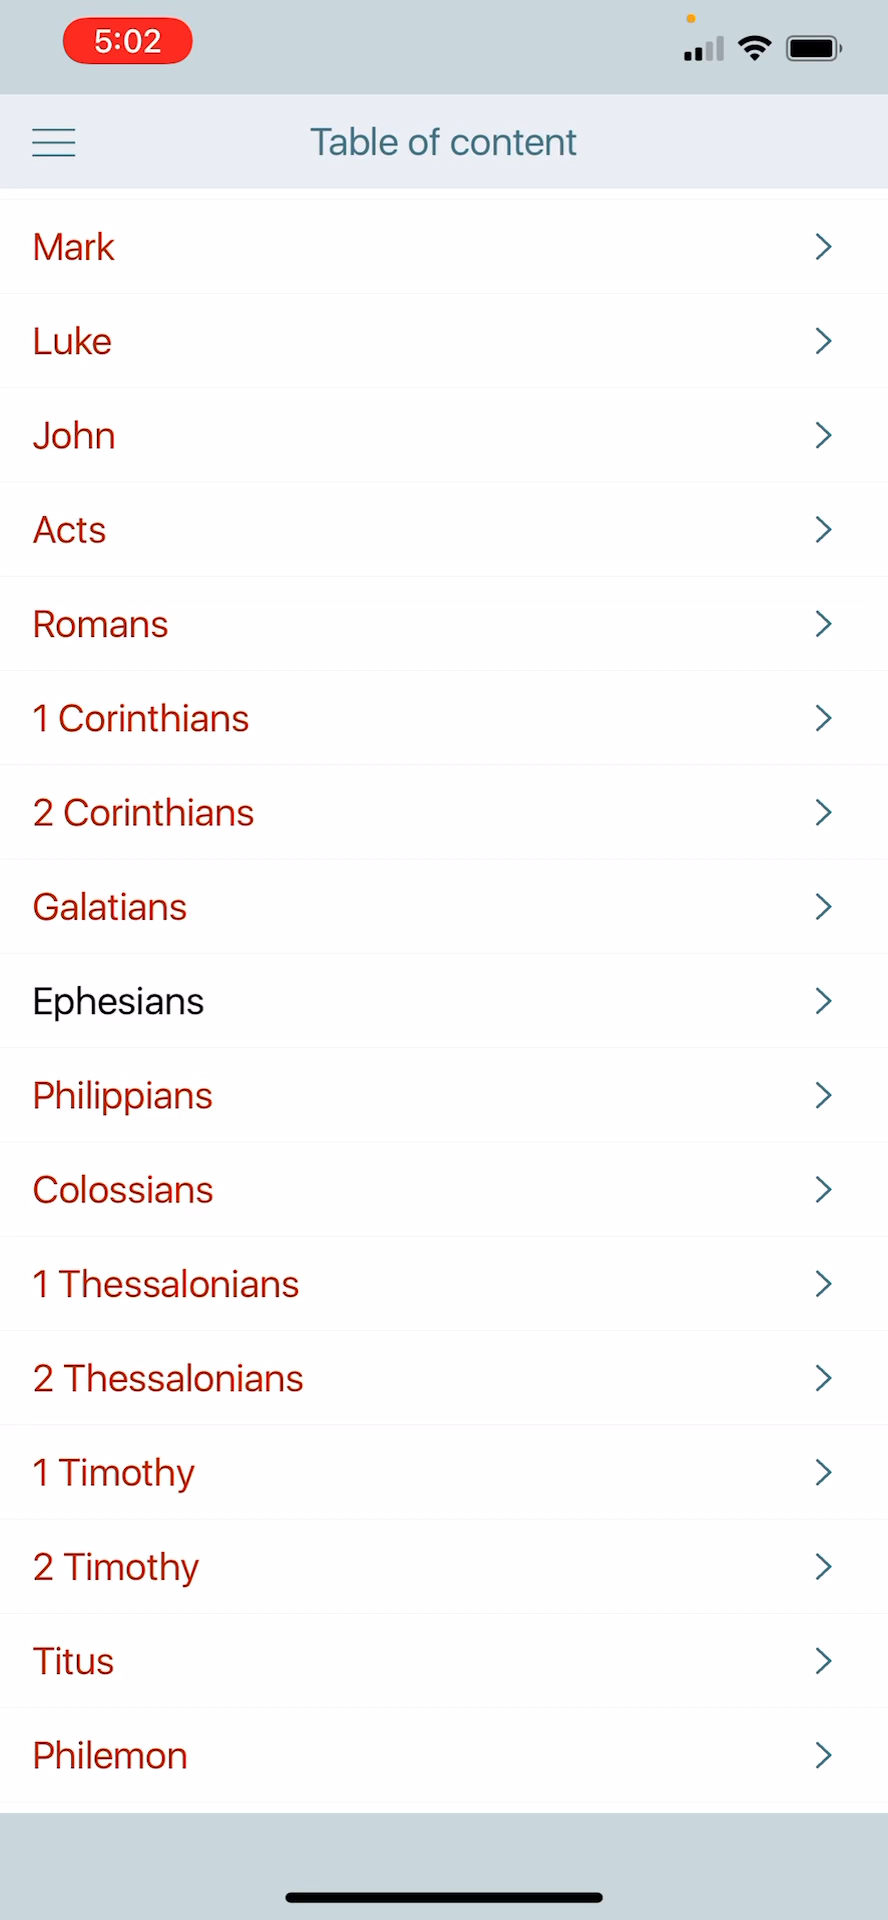 5:02
Table of content
Mark
Luke
John
Acts
Romans
1 Corinthians
2 Corinthians
Galatians
Ephesians
Philippians
Colossians
1 Thessalonians
2 Thessalonians
1 Timothy
2 Timothy
Titus
Philemon